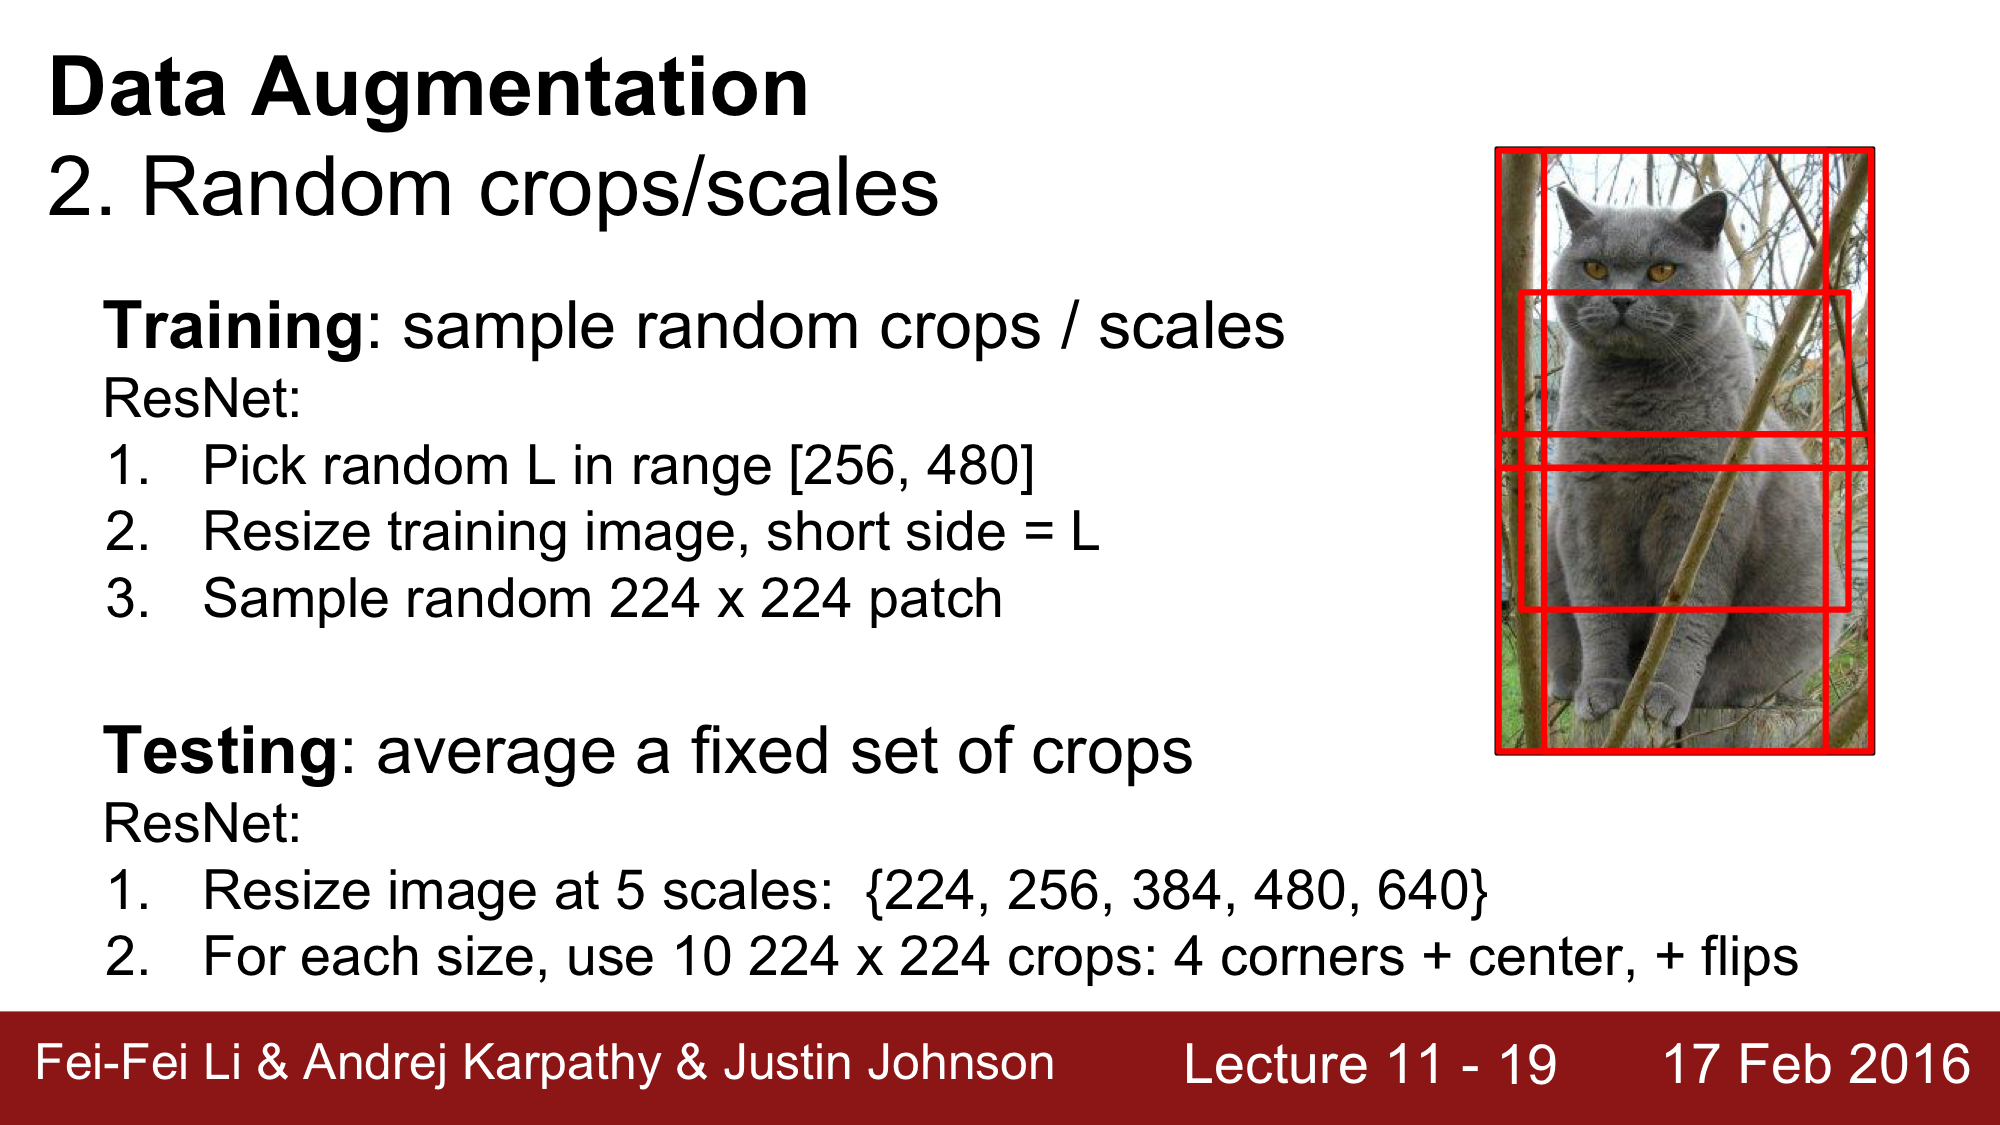 Data Augmentation
2. Random crops/scales
Training: sample random crops / scales
ResNet:
1. Pick random L in range [256, 480]
2. Resize training image, short side = L
3. Sample random 224 x 224 patch
Testing: average a fixed set of crops
ResNet:
1. Resize image at 5 scales: {224, 256, 384, 480, 640}
2. For each size, use 10 224 x 224 crops: 4 corners + center, + flips
Fei-Fei Li & Andrej Karpathy & Justin Johnson Lecture 11 - 19 17 Feb 2016